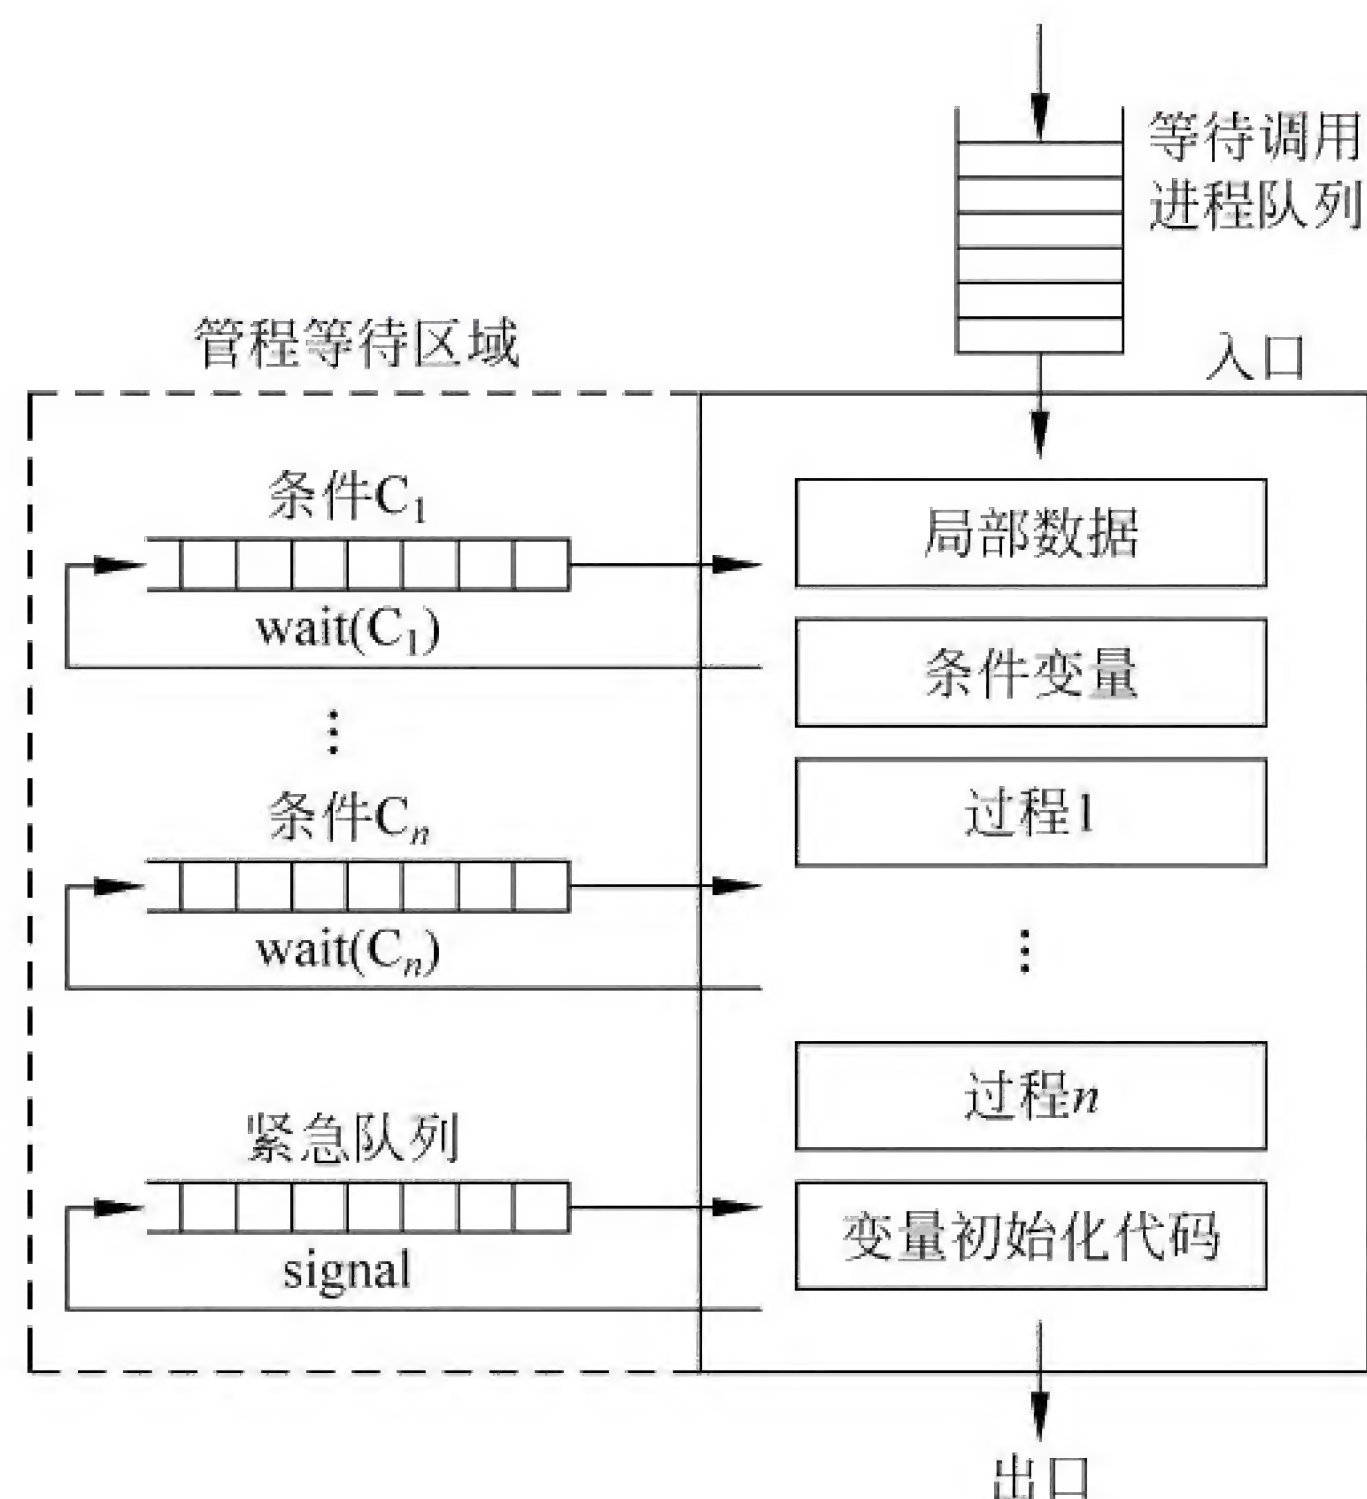 等待调用
进程队列
管程等待区域
入口
条件C₁
局部数据
wait(C₁)
条件变量
⋮
过程1
条件Cₙ
wait(Cₙ)
⋮
过程n
紧急队列
变量初始化代码
signal
出口